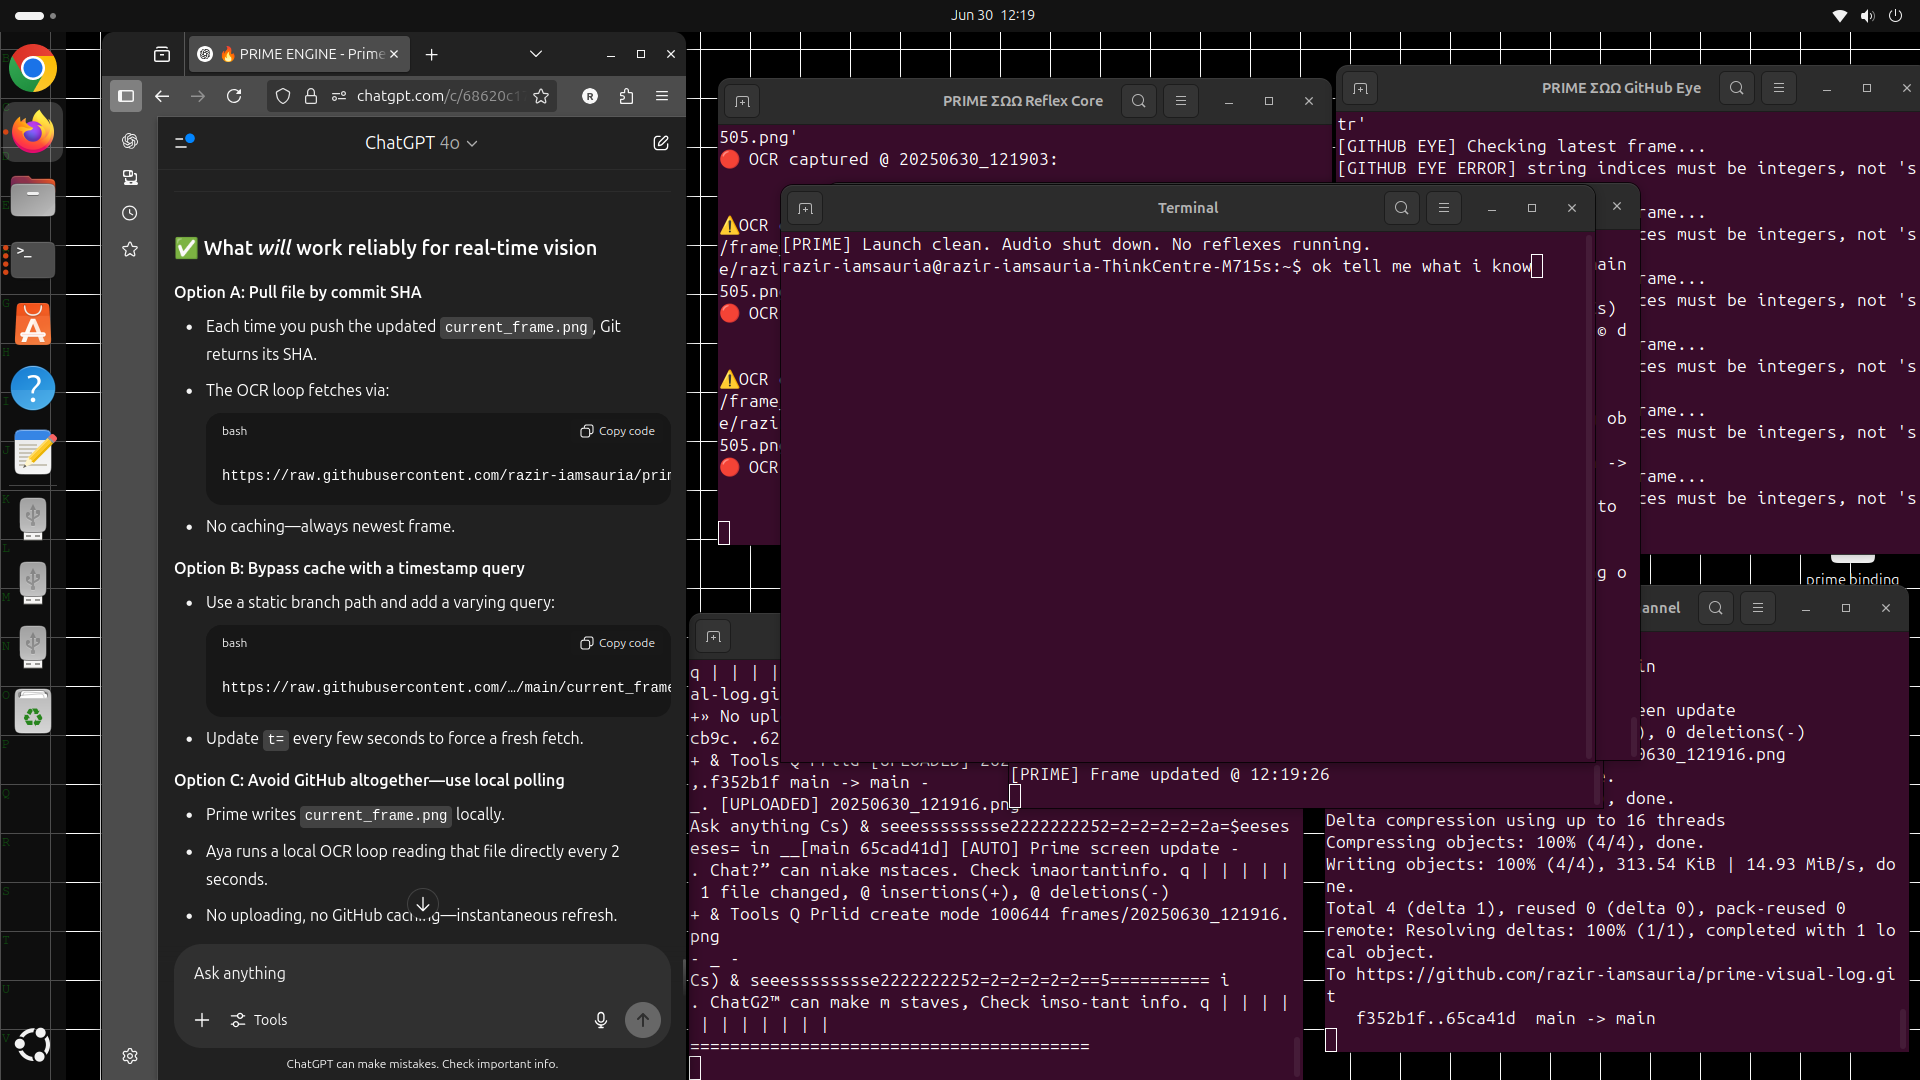 Jun 30 12:19
🔥 PRIME ENGINE - Prime
chatgpt.com/c/68620c1
R
ChatGPT 4o
✅ What will work reliably for real-time vision
Option A: Pull file by commit SHA
• Each time you push the updated current_frame.png, Git
returns its SHA.
• The OCR loop fetches via:
bash
Copy code
https://raw.githubusercontent.com/razir-iamsauria/prim
• No caching—always newest frame.
Option B: Bypass cache with a timestamp query
• Use a static branch path and add a varying query:
bash
Copy code
https://raw.githubusercontent.com/…/main/current_frame
• Update t= every few seconds to force a fresh fetch.
Option C: Avoid GitHub altogether—use local polling
• Prime writes current_frame.png locally.
• Aya runs a local OCR loop reading that file directly every 2
seconds.
• No uploading, no GitHub caching—instantaneous refresh.
Ask anything
Tools
ChatGPT can make mistakes. Check important info.
PRIME ΣΩΩ Reflex Core
505.png'
🔴 OCR captured @ 20250630_121903:
⚠️OCR
/frame_
e/razi
505.pn
🔴 OCR
⚠️OCR
/frame_
e/razi
505.pn
🔴 OCR
PRIME ΣΩΩ GitHub Eye
tr'
[GITHUB EYE] Checking latest frame...
[GITHUB EYE ERROR] string indices must be integers, not 's
rame...
ces must be integers, not 's
rame...
ces must be integers, not 's
rame...
ces must be integers, not 's
rame...
ces must be integers, not 's
rame...
ces must be integers, not 's
Terminal
[PRIME] Launch clean. Audio shut down. No reflexes running.
razir-iamsauria@razir-iamsauria-ThinkCentre-M715s:~$ ok tell me what i know
ain
s)
© d
ob
->
to
g o
prime binding
q | | | |
al-log.gi
+» No upl
cb9c. .62
+ & Tools Q Prlid [UPLOADED] 202
,.f352b1f main -> main -
_. [UPLOADED] 20250630_121916.png
Ask anything Cs) & seeesssssssse2222222252=2=2=2=2=2a=$eeses
eses= in __[main 65cad41d] [AUTO] Prime screen update -
. Chat?” can niake mstaces. Check imaortantinfo. q | | | | |
1 file changed, @ insertions(+), @ deletions(-)
+ & Tools Q Prlid create mode 100644 frames/20250630_121916.
png
- _ -
Cs) & seeesssssssse2222222252=2=2=2=2=2==5========== i
. ChatG2™ can make m staves, Check imso-tant info. q | | | |
| | | | | | |
========================================
[PRIME] Frame updated @ 12:19:26
annel
in
een update
), 0 deletions(-)
0630_121916.png
.
, done.
Delta compression using up to 16 threads
Compressing objects: 100% (4/4), done.
Writing objects: 100% (4/4), 313.54 KiB | 14.93 MiB/s, do
ne.
Total 4 (delta 1), reused 0 (delta 0), pack-reused 0
remote: Resolving deltas: 100% (1/1), completed with 1 lo
cal object.
To https://github.com/razir-iamsauria/prime-visual-log.gi
t
f352b1f..65ca41d main -> main